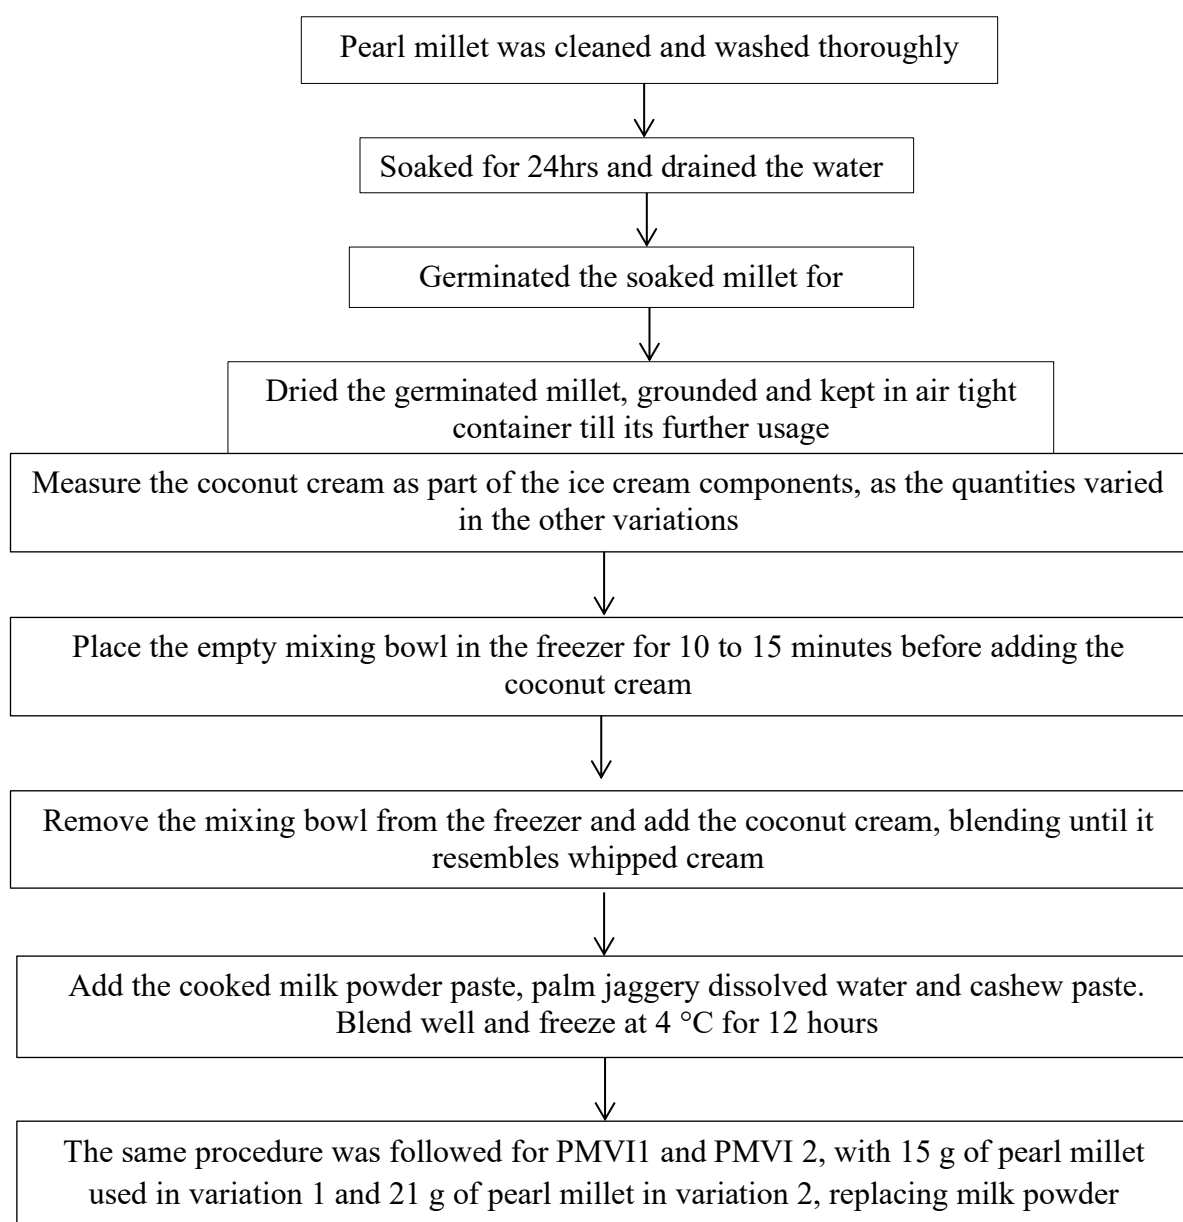 Pearl millet was cleaned and washed thoroughly
Soaked for 24hrs and drained the water
Germinated the soaked millet for
Dried the germinated millet, grounded and kept in air tight
container till its further usage
Measure the coconut cream as part of the ice cream components, as the quantities varied
in the other variations
Place the empty mixing bowl in the freezer for 10 to 15 minutes before adding the
coconut cream
Remove the mixing bowl from the freezer and add the coconut cream, blending until it
resembles whipped cream
Add the cooked milk powder paste, palm jaggery dissolved water and cashew paste.
Blend well and freeze at 4 °C for 12 hours
The same procedure was followed for PMVI1 and PMVI 2, with 15 g of pearl millet
used in variation 1 and 21 g of pearl millet in variation 2, replacing milk powder